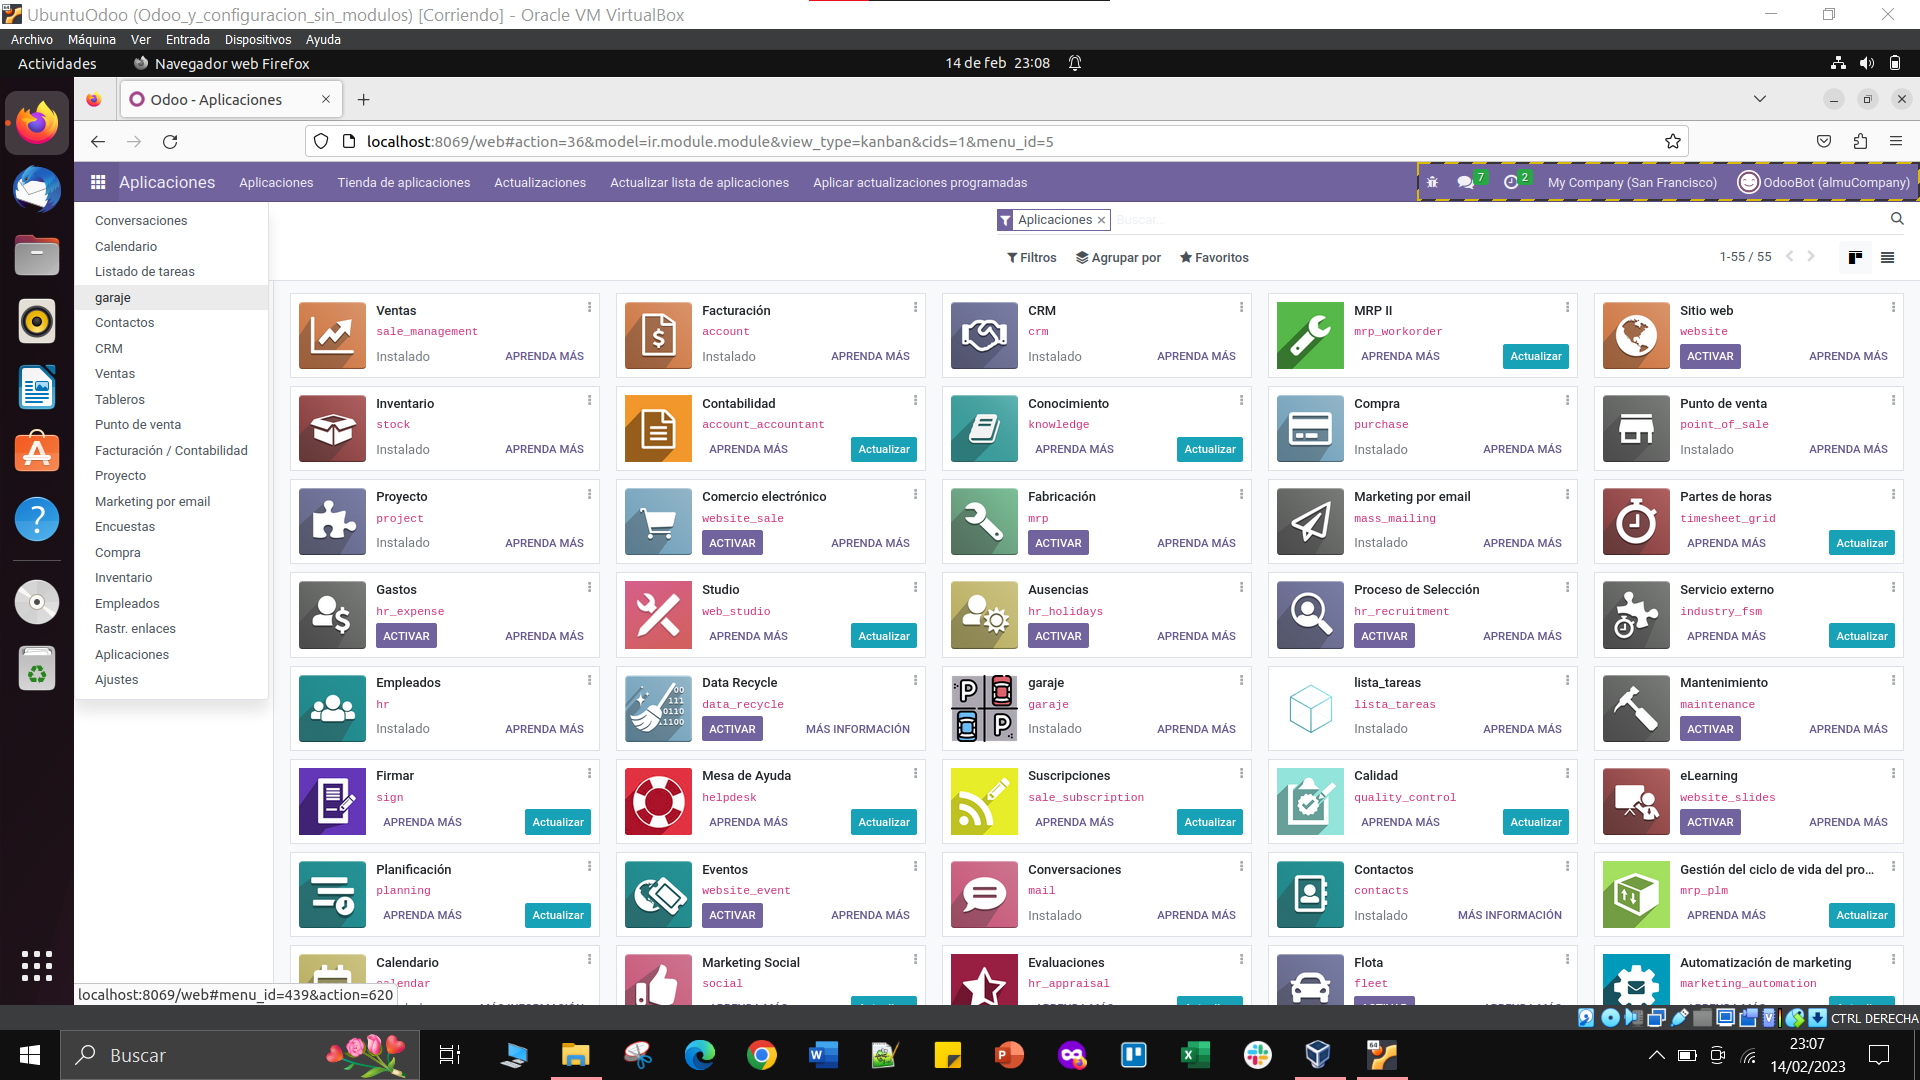 UbuntuOdoo (Odoo_y_configuracion_sin_modulos) [Corriendo] - Oracle VM VirtualBox
Archivo Máquina Ver Entrada Dispositivos Ayuda
Actividades Navegador web Firefox 14 de feb 23:08
Odoo - Aplicaciones
localhost:8069/web#action=36&model=ir.module.module&view_type=kanban&cids=1&menu_id=5
Aplicaciones Aplicaciones Tienda de aplicaciones Actualizaciones Actualizar lista de aplicaciones Aplicar actualizaciones programadas 7 2 My Company (San Francisco) OdooBot (almuCompany)
Aplicaciones Buscar...
Filtros Agrupar por Favoritos 1-55 / 55
Conversaciones
Calendario
Listado de tareas
garaje
Contactos
CRM
Ventas
Tableros
Punto de venta
Facturación / Contabilidad
Proyecto
Marketing por email
Encuestas
Compra
Inventario
Empleados
Rastr. enlaces
Aplicaciones
Ajustes
Ventas Facturación CRM MRP II Sitio web
sale_management account crm mrp_workorder website
Instalado APRENDA MÁS Instalado APRENDA MÁS Instalado APRENDA MÁS APRENDA MÁS Actualizar ACTIVAR APRENDA MÁS
Inventario Contabilidad Conocimiento Compra Punto de venta
stock account_accountant knowledge purchase point_of_sale
Instalado APRENDA MÁS APRENDA MÁS Actualizar APRENDA MÁS Actualizar Instalado APRENDA MÁS Instalado APRENDA MÁS
Proyecto Comercio electrónico Fabricación Marketing por email Partes de horas
project website_sale mrp mass_mailing timesheet_grid
Instalado APRENDA MÁS ACTIVAR APRENDA MÁS ACTIVAR APRENDA MÁS Instalado APRENDA MÁS APRENDA MÁS Actualizar
Gastos Studio Ausencias Proceso de Selección Servicio externo
hr_expense web_studio hr_holidays hr_recruitment industry_fsm
ACTIVAR APRENDA MÁS APRENDA MÁS Actualizar ACTIVAR APRENDA MÁS ACTIVAR APRENDA MÁS APRENDA MÁS Actualizar
Empleados Data Recycle garaje lista_tareas Mantenimiento
hr data_recycle garaje lista_tareas maintenance
Instalado APRENDA MÁS ACTIVAR MÁS INFORMACIÓN Instalado APRENDA MÁS Instalado APRENDA MÁS ACTIVAR APRENDA MÁS
Firmar Mesa de Ayuda Suscripciones Calidad eLearning
sign helpdesk sale_subscription quality_control website_slides
APRENDA MÁS Actualizar APRENDA MÁS Actualizar APRENDA MÁS Actualizar APRENDA MÁS Actualizar ACTIVAR APRENDA MÁS
Planificación Eventos Conversaciones Contactos Gestión del ciclo de vida del pro...
planning website_event mail contacts mrp_plm
APRENDA MÁS Actualizar ACTIVAR APRENDA MÁS Instalado APRENDA MÁS Instalado MÁS INFORMACIÓN APRENDA MÁS Actualizar
Calendario Marketing Social Evaluaciones Flota Automatización de marketing
calendar social hr_appraisal fleet marketing_automation
localhost:8069/web#menu_id=439&action=620
CTRL DERECHA
Buscar
23:07
14/02/2023